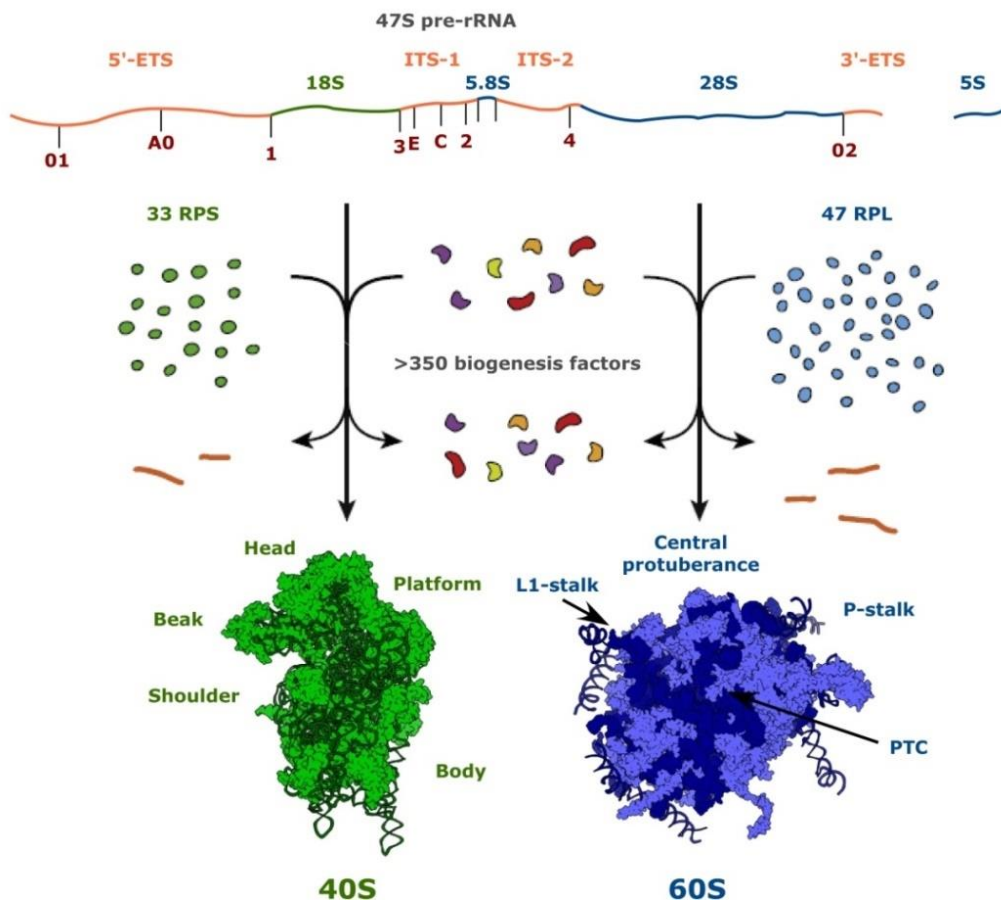 47S pre-rRNA
5'-ETS
ITS-1
ITS-2
3'-ETS
18S
5.8S
28S
5S
01
A0
1
3
E
C
2
4
02
33 RPS
47 RPL
>350 biogenesis factors
Head
Platform
Beak
Shoulder
Body
Central
protuberance
L1-stalk
P-stalk
PTC
40S
60S